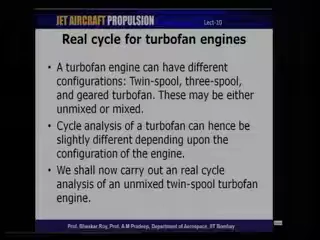 JET AIRCRAFT PROPULSION
Lect-10
Real cycle for turbofan engines
• A turbofan engine can have different
configurations: Twin-spool, three-spool,
and geared turbofan. These may be either
unmixed or mixed.
• Cycle analysis of a turbofan can hence be
slightly different depending upon the
configuration of the engine.
• We shall now carry out an real cycle
analysis of an unmixed twin-spool turbofan
engine.
Prof. Bhaskar Roy, Prof. A M Pradeep, Department of Aerospace, IIT Bombay